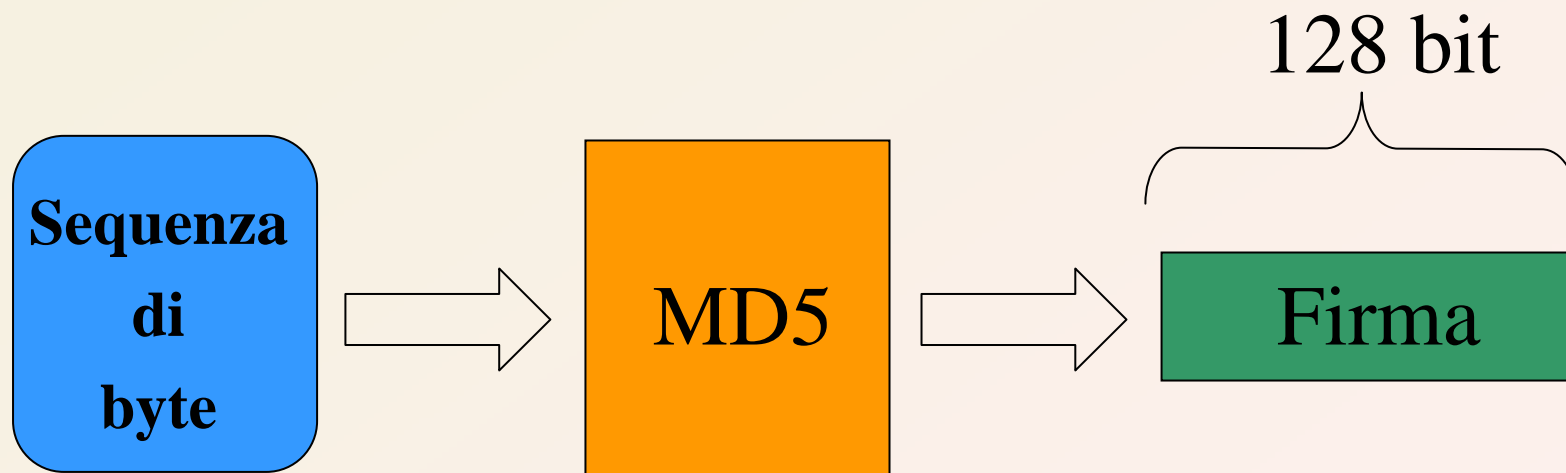 128 bit
Sequenza
di
byte
MD5
Firma